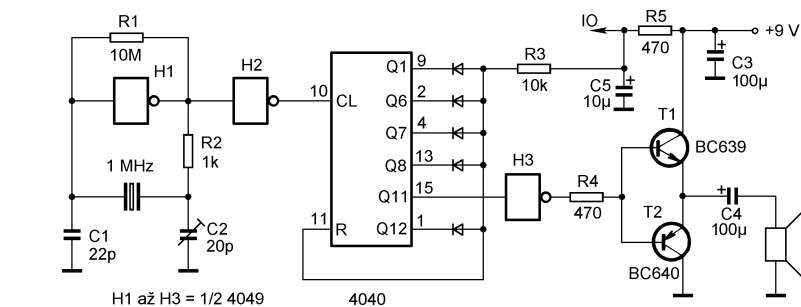 R1
10M
H1
H2
R2
1k
1 MHz
C1
22p
C2
20p
10
CL
11
R
Q1
9
Q6
2
Q7
4
Q8
13
Q11
15
Q12
1
4040
R3
10k
H3
R4
470
IO
R5
470
+9 V
C5
10µ
+
C3
100µ
+
T1
BC639
T2
BC640
C4
100µ
+
H1 až H3 = 1/2 4049